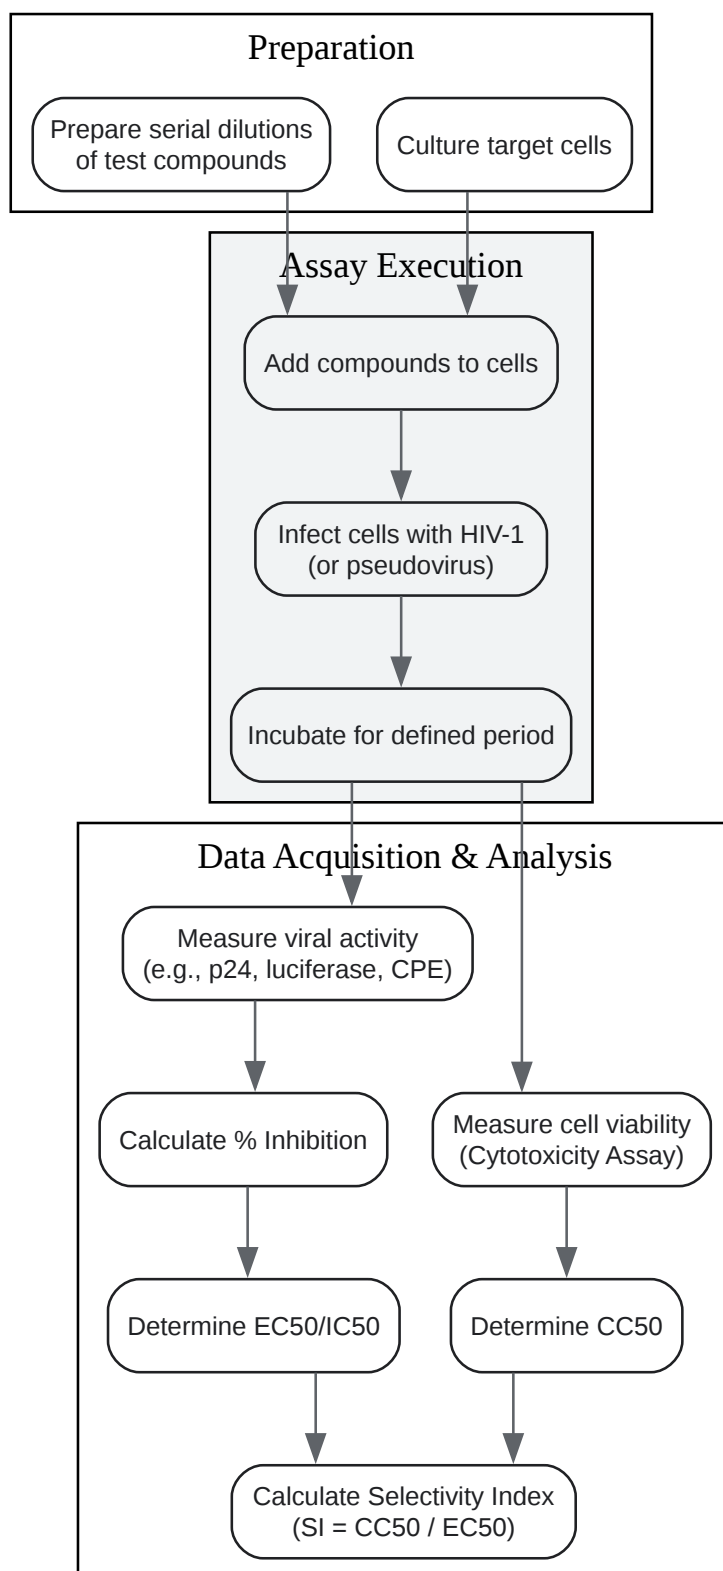 Preparation
Prepare serial dilutions
of test compounds
Culture target cells
Assay Execution
Add compounds to cells
Infect cells with HIV-1
(or pseudovirus)
Incubate for defined period
Data Acquisition & Analysis
Measure viral activity
(e.g., p24, luciferase, CPE)
Calculate % Inhibition
Measure cell viability
(Cytotoxicity Assay)
Determine EC50/IC50
Determine CC50
Calculate Selectivity Index
(SI = CC50 / EC50)